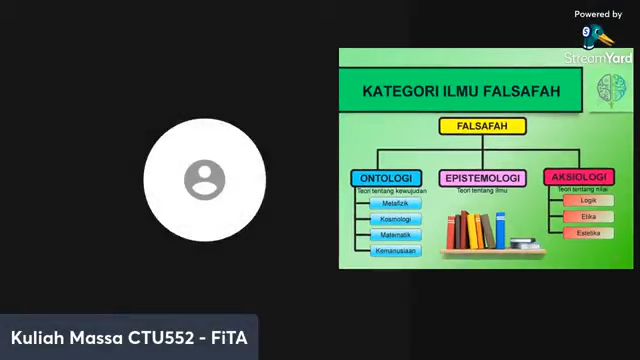 Powered by
StreamYard
KATEGORI ILMU FALSAFAH
FALSAFAH
ONTOLOGI
Teori tentang kewujudan
Metafizik
Kosmologi
Matematik
Kemanusiaan
EPISTEMOLOGI
Teori tentang ilmu
AKSIOLOGI
Teori tentang nilai
Logik
Etika
Estetika
Kuliah Massa CTU552 - FiTA